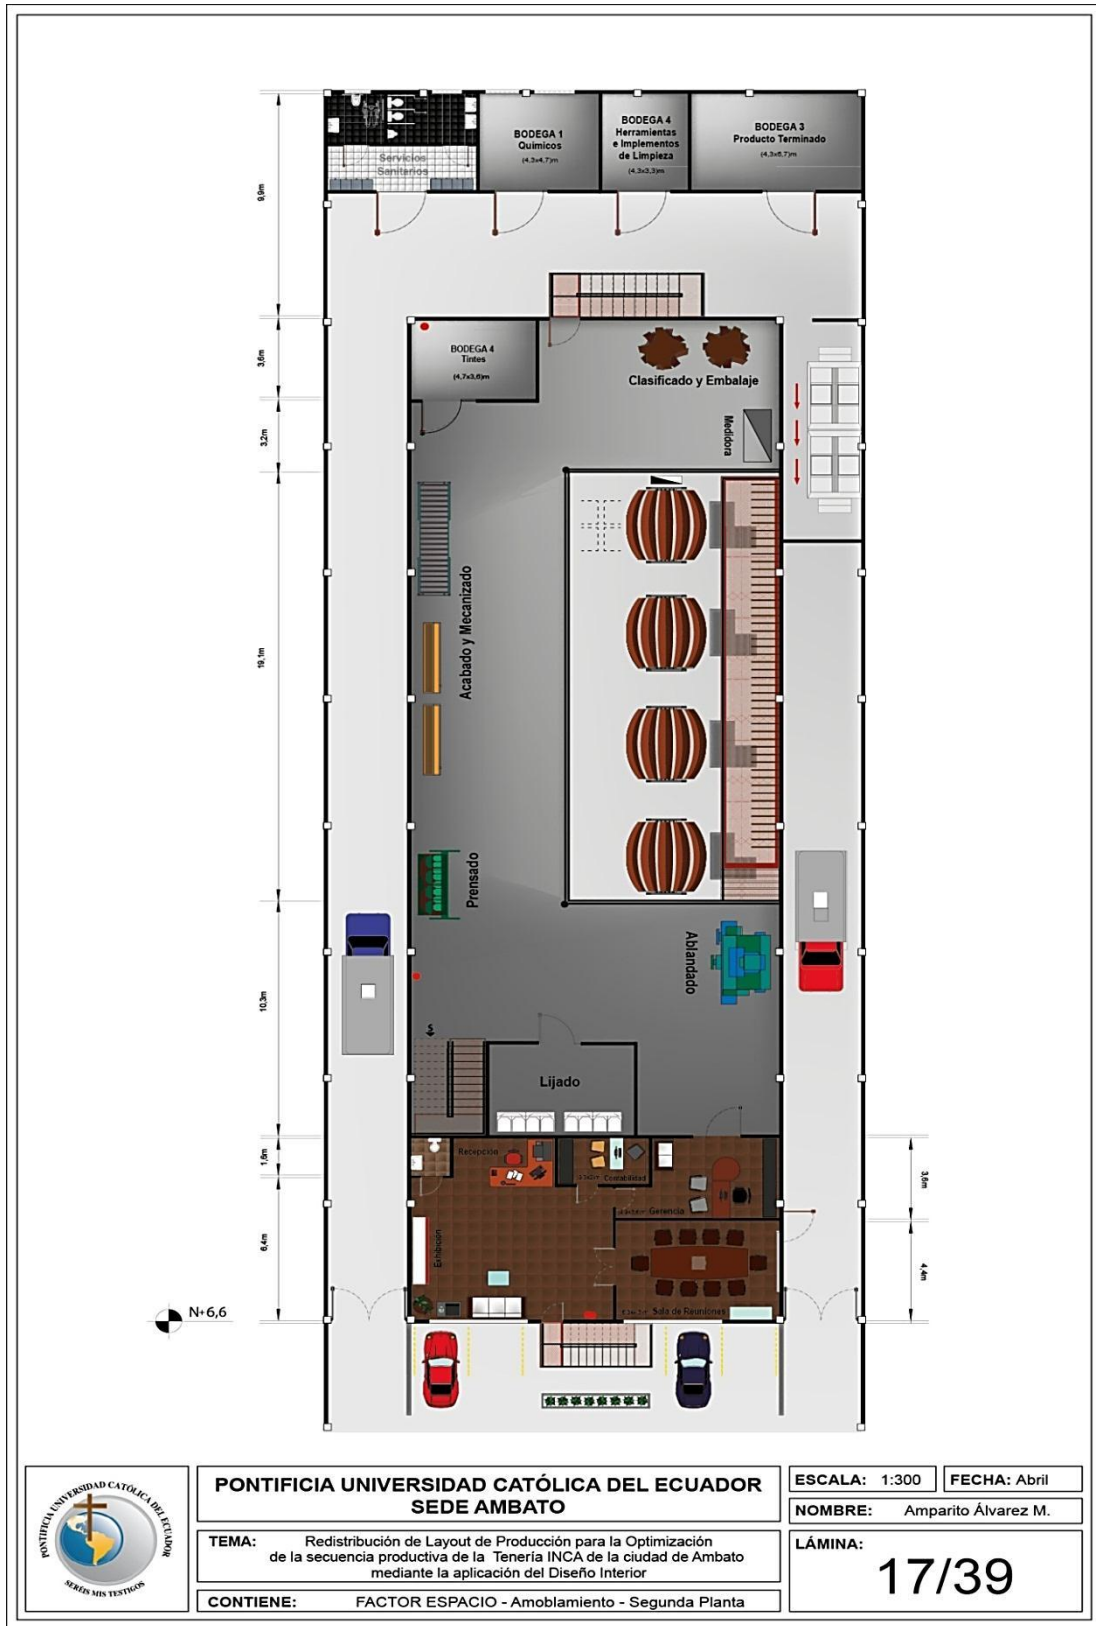 BODEGA 1
Químicos
(4,3x4,7)m
BODEGA 4
Herramientas
e Implementos
de Limpieza
(4,3x3,3)m
BODEGA 3
Producto Terminado
Servicios
Sanitarios
9,9m
3,6m
3,2m
19,1m
10,3m
1,6m
6,4m
BODEGA 4
Tintes
(4,7x3,6)m
Clasificado y Embalaje
Medidora
Acabado y Mecanizado
Prensado
Ablandado
S
Lijado
Recepción
Contabilidad
Gerencia
Exhibición
Sala de Reuniones
3,6m
4,4m
N+6,6
PONTIFICIA UNIVERSIDAD CATÓLICA DEL ECUADOR
SERÉIS MIS TESTIGOS
PONTIFICIA UNIVERSIDAD CATÓLICA DEL ECUADOR
SEDE AMBATO
TEMA: Redistribución de Layout de Producción para la Optimización
de la secuencia productiva de la Tenería INCA de la ciudad de Ambato
mediante la aplicación del Diseño Interior
CONTIENE: FACTOR ESPACIO - Amoblamiento - Segunda Planta
ESCALA: 1:300
FECHA: Abril
NOMBRE: Amparito Álvarez M.
LÁMINA:
17/39